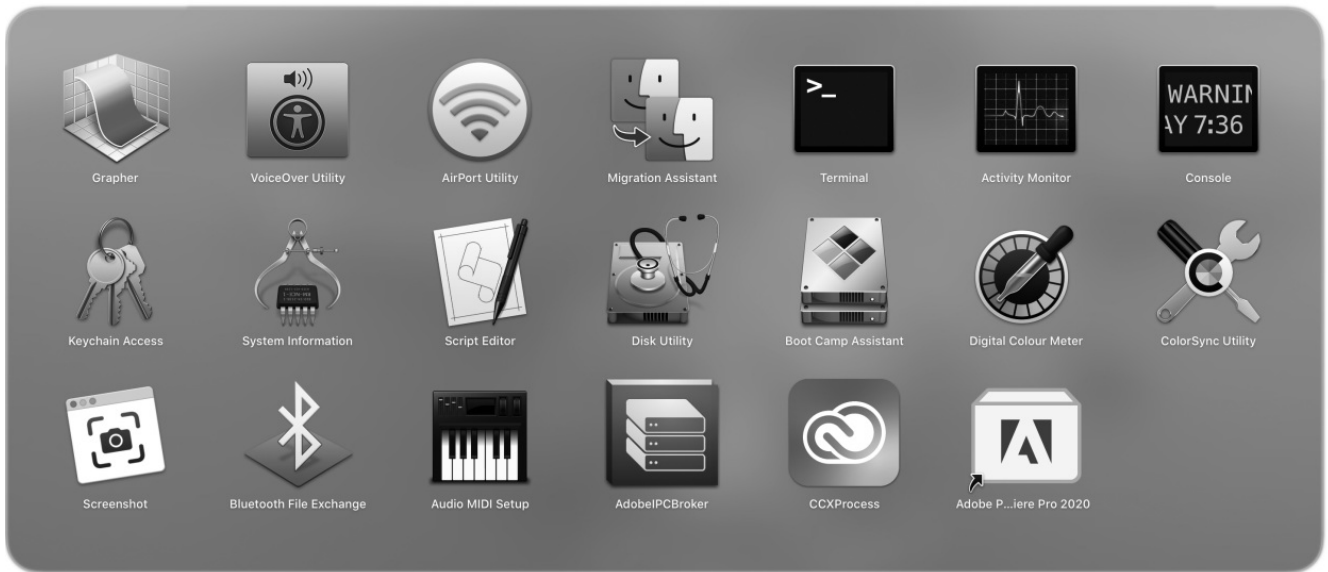 >_
WARNIN
AY 7:36
Grapher
VoiceOver Utility
AirPort Utility
Migration Assistant
Terminal
Activity Monitor
Console
Keychain Access
System Information
Script Editor
Disk Utility
Boot Camp Assistant
Digital Colour Meter
ColorSync Utility
Screenshot
Bluetooth File Exchange
Audio MIDI Setup
AdobeIPCBroker
CCXProcess
Adobe P...iere Pro 2020